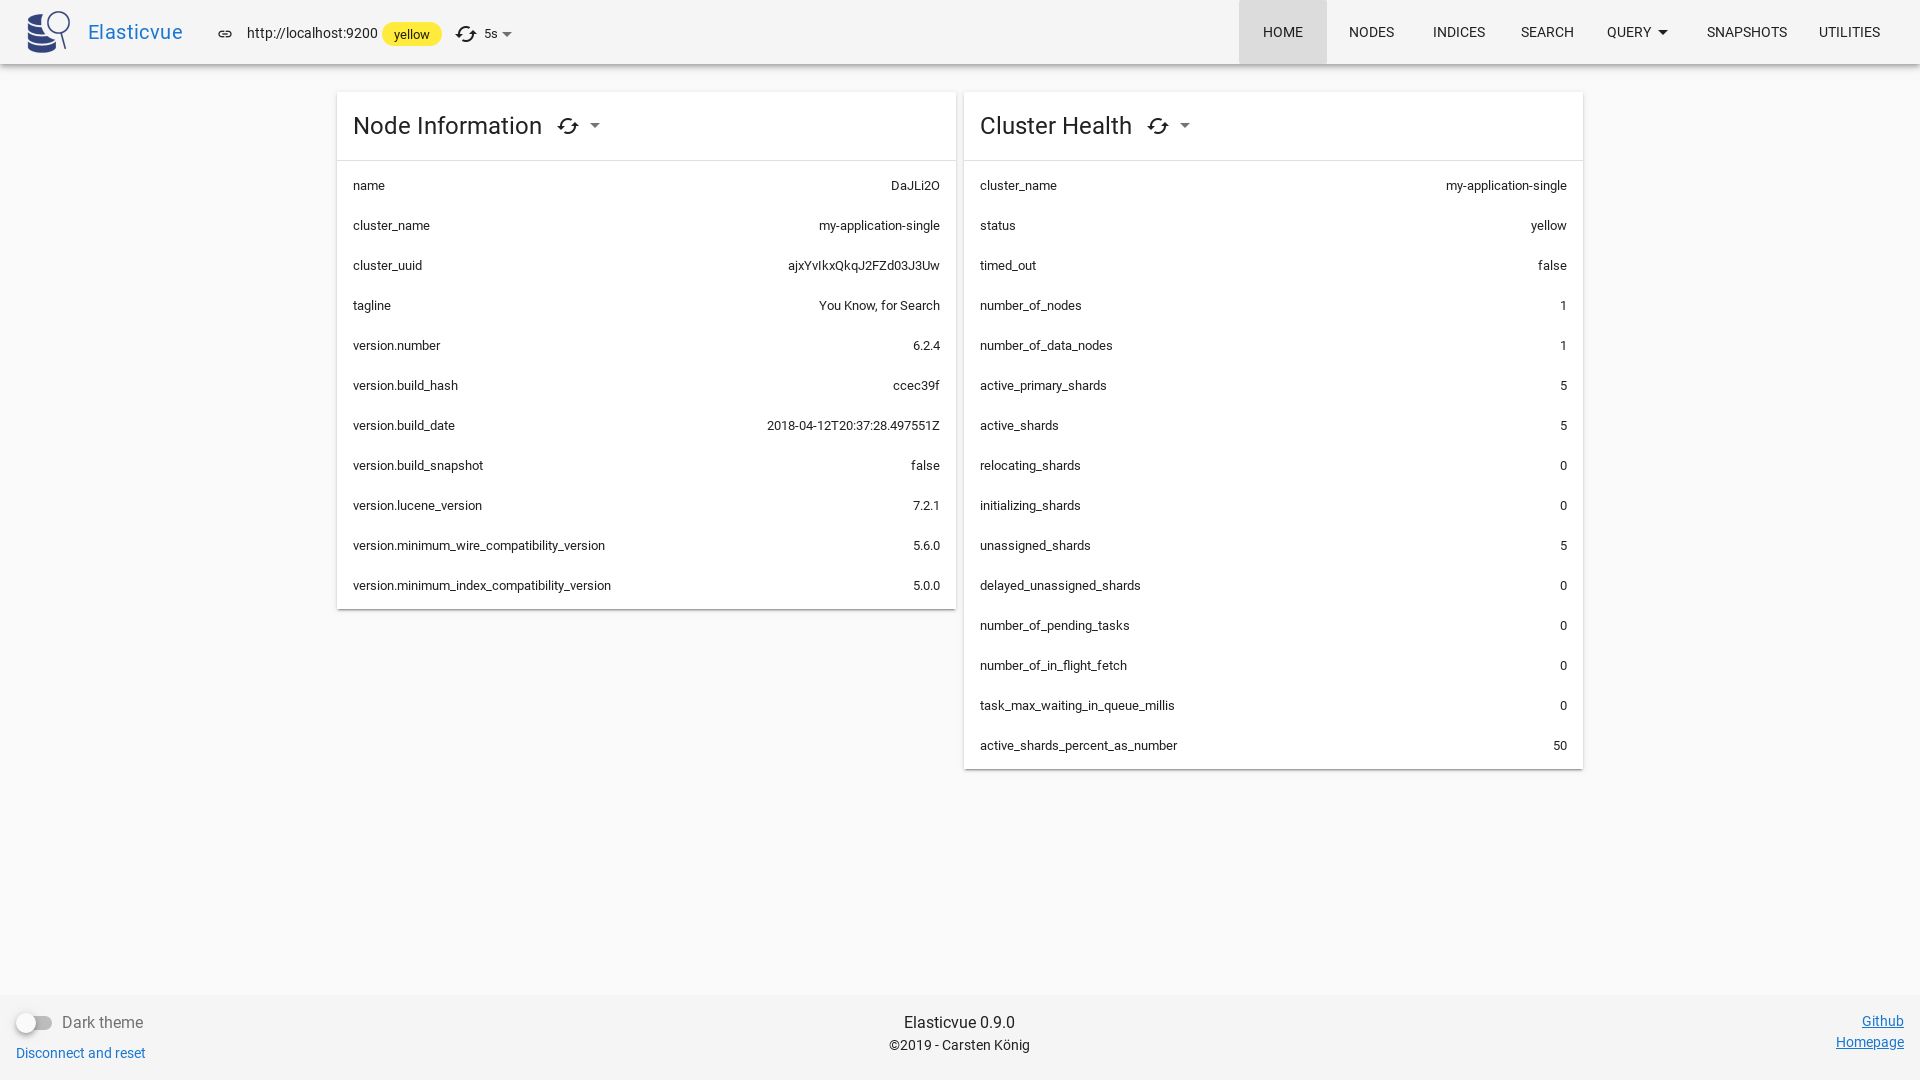 Elasticvue http://localhost:9200 yellow 5s HOME NODES INDICES SEARCH QUERY SNAPSHOTS UTILITIES
Node Information
name DaJLi2O
cluster_name my-application-single
cluster_uuid ajxYvIkxQkqJ2FZd03J3Uw
tagline You Know, for Search
version.number 6.2.4
version.build_hash ccec39f
version.build_date 2018-04-12T20:37:28.497551Z
version.build_snapshot false
version.lucene_version 7.2.1
version.minimum_wire_compatibility_version 5.6.0
version.minimum_index_compatibility_version 5.0.0
Cluster Health
cluster_name my-application-single
status yellow
timed_out false
number_of_nodes 1
number_of_data_nodes 1
active_primary_shards 5
active_shards 5
relocating_shards 0
initializing_shards 0
unassigned_shards 5
delayed_unassigned_shards 0
number_of_pending_tasks 0
number_of_in_flight_fetch 0
task_max_waiting_in_queue_millis 0
active_shards_percent_as_number 50
Dark theme
Disconnect and reset
Elasticvue 0.9.0
©2019 - Carsten König
Github
Homepage